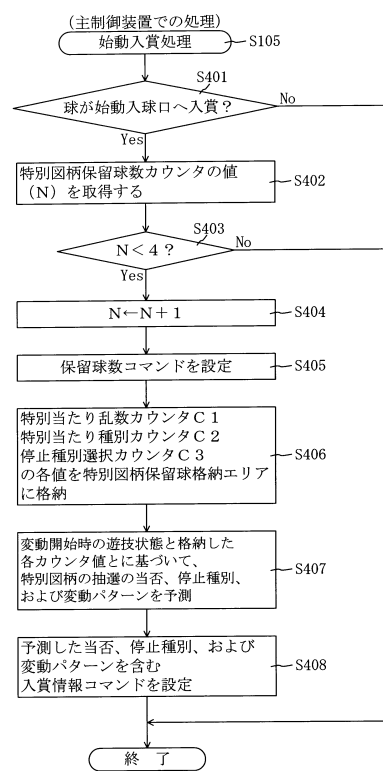 (主制御装置での処理)
始動入賞処理
S105
S401
球が始動入球口へ入賞？
No
Yes
特別図柄保留球数カウンタの値
（Ｎ）を取得する
S402
S403
Ｎ＜４？
No
Yes
Ｎ←Ｎ＋１
S404
保留球数コマンドを設定
S405
特別当たり乱数カウンタＣ１
特別当たり種別カウンタＣ２
停止種別選択カウンタＣ３
の各値を特別図柄保留球格納エリア
に格納
S406
変動開始時の遊技状態と格納した
各カウンタ値とに基づいて、
特別図柄の抽選の当否、停止種別、
および変動パターンを予測
S407
予測した当否、停止種別、および
変動パターンを含む
入賞情報コマンドを設定
S408
終　了